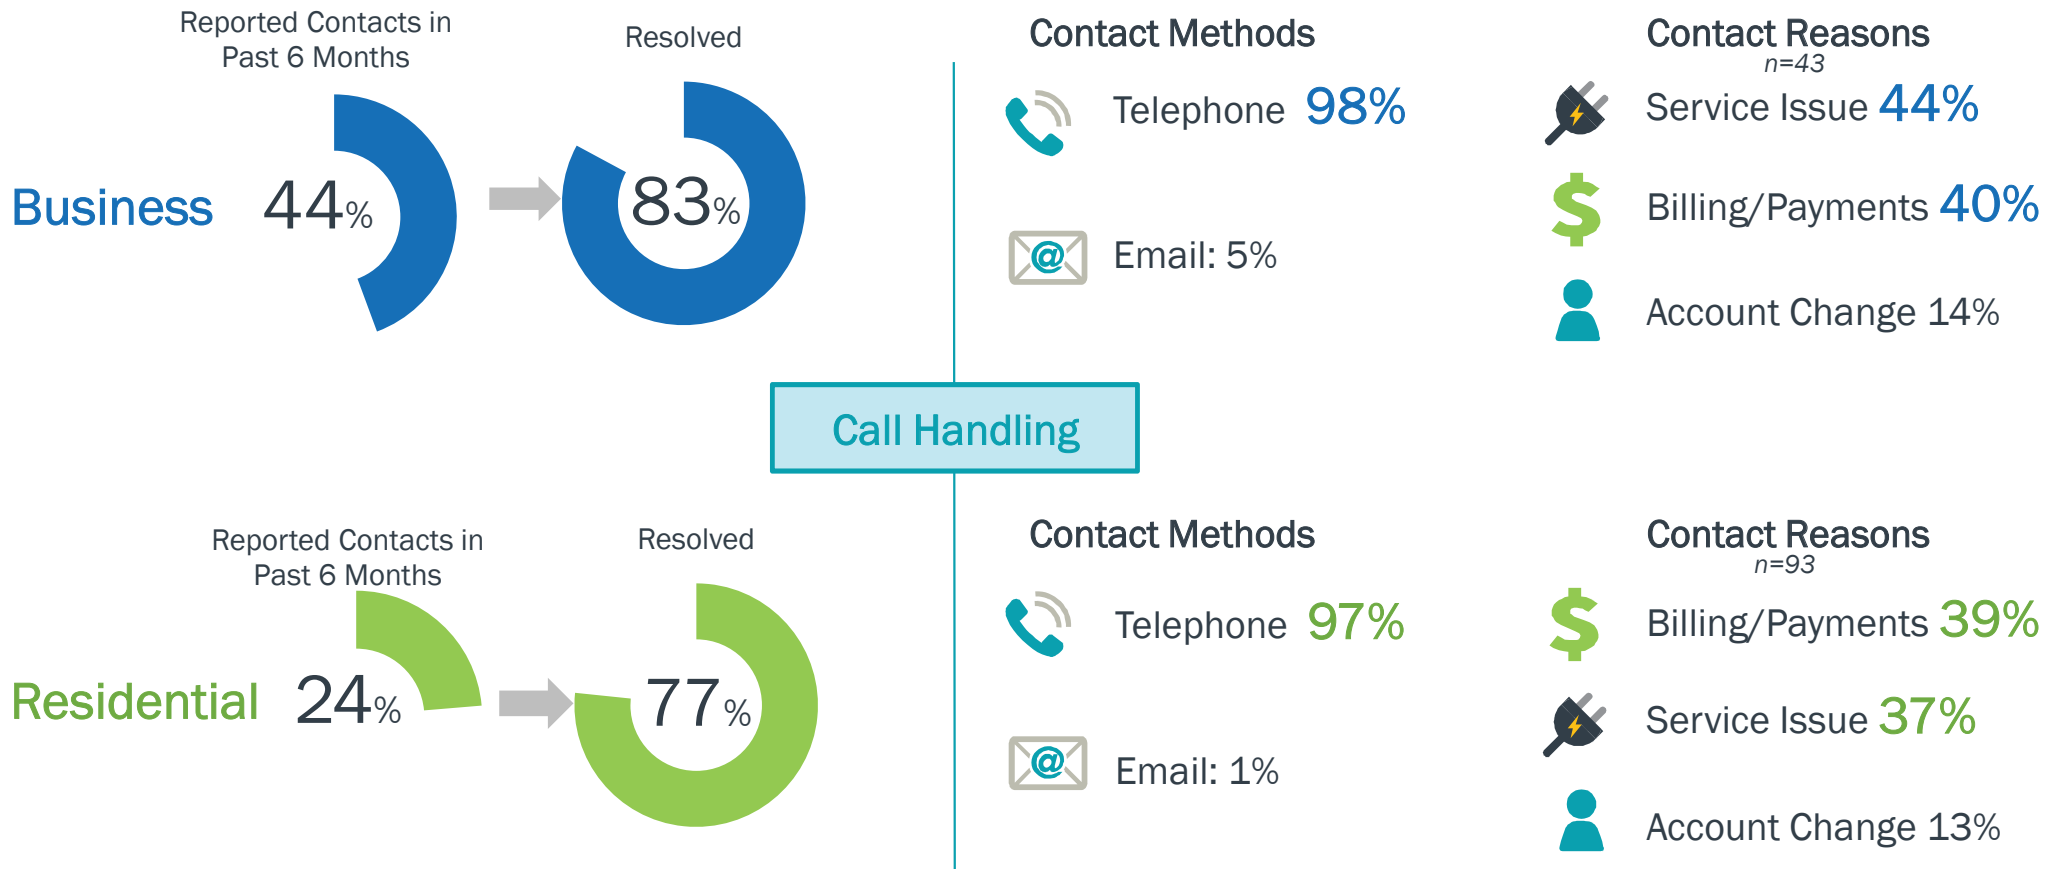 Reported Contacts in
Past 6 Months
Resolved
Business
44%
83%
Contact Methods
Telephone 98%
@
Email: 5%
Contact Reasons
n=43
Service Issue 44%
$
Billing/Payments 40%
Account Change 14%
Call Handling
Reported Contacts in
Past 6 Months
Resolved
Residential
24%
77%
Contact Methods
Telephone 97%
@
Email: 1%
Contact Reasons
n=93
$
Billing/Payments 39%
Service Issue 37%
Account Change 13%